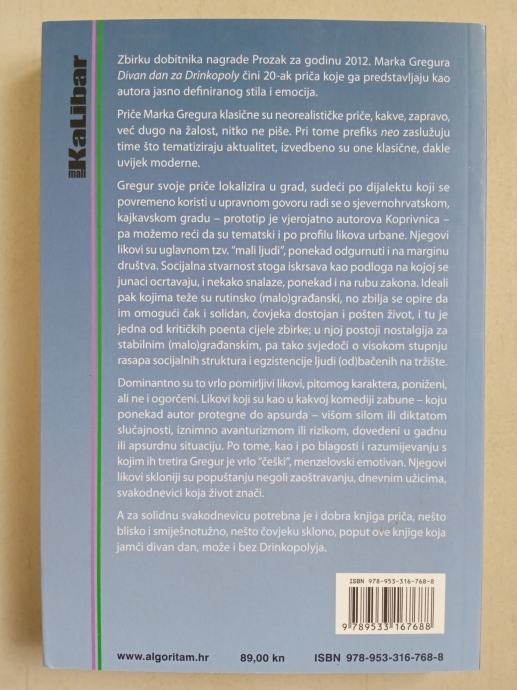 mali KaLibar
Zbirku dobitnika nagrade Prozak za godinu 2012. Marka Gregura
Divan dan za Drinkopoly čini 20-ak priča koje ga predstavljaju kao
autora jasno definiranog stila i emocija.
Priče Marka Gregura klasične su neorealističke priče, kakve, zapravo,
već dugo na žalost, nitko ne piše. Pri tome prefiks neo zaslužuju
time što tematiziraju aktualitet, izvedbeno su one klasične, dakle
uvijek moderne.
Gregur svoje priče lokalizira u grad, sudeći po dijalektu koji se
povremeno koristi u upravnom govoru radi se o sjevernohrvatskom,
kajkavskom gradu – prototip je vjerojatno autorova Koprivnica –
pa možemo reći da su tematski i po profilu likova urbane. Njegovi
likovi su uglavnom tzv. "mali ljudi", ponekad odgurnuti i na marginu
društva. Socijalna stvarnost stoga iskrsava kao podloga na kojoj se
junaci ocrtavaju, i nekako snalaze, ponekad i na rubu zakona. Ideali
pak kojima teže su rutinsko (malo)građanski, no zbilja se opire da
im omogući čak i solidan, čovjeka dostojan i pošten život, i tu je
jedna od kritičkih poenta cijele zbirke; u njoj postoji nostalgija za
stabilnim (malo)građanskim, pa tako svjedoči o visokom stupnju
rasapa socijalnih struktura i egzistencije ljudi (od)bačenih na tržište.
Dominantno su to vrlo pomirljivi likovi, pitomog karaktera, poniženi,
ali ne i ogorčeni. Likovi koji su kao u kakvoj komediji zabune – koju
ponekad autor protegne do apsurda – višom silom ili diktatom
slučajnosti, iznimno avanturizmom ili rizikom, dovedeni u gadnu
ili apsurdnu situaciju. Po tome, kao i po blagosti i razumijevanju s
kojim ih tretira Gregur je vrlo "češki", menzelovski emotivan. Njegovi
likovi skloniji su popuštanju negoli zaoštravanju, dnevnim užicima,
svakodnevici koja život znači.
A za solidnu svakodnevicu potrebna je i dobra knjiga priča, nešto
blisko i smiješnotužno, nešto čovjeku sklono, poput ove knjige koja
jamči divan dan, može i bez Drinkopolyja.
ISBN 978-953-316-768-8
9 789533 167688
www.algoritam.hr 89,00 kn ISBN 978-953-316-768-8